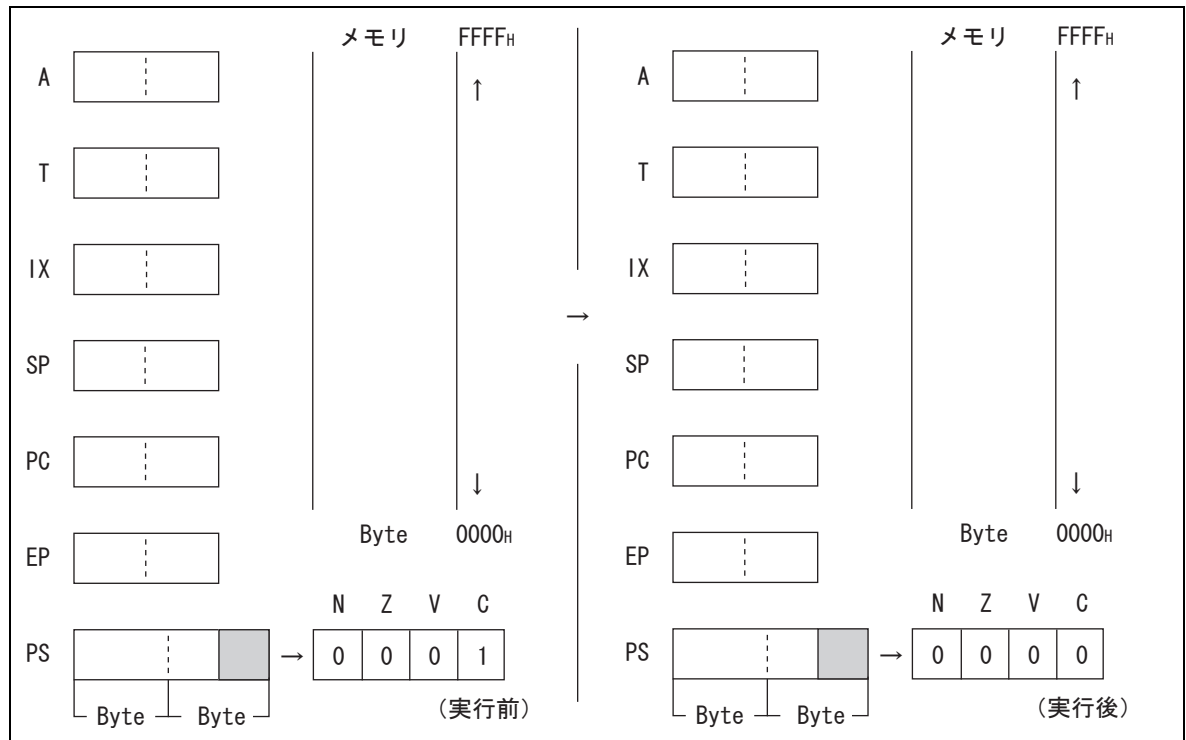 メモリ FFFFH
A
↑
T
IX
SP
PC
↓
Byte 0000H
EP
N Z V C
PS → 0 0 0 1
Byte Byte (実行前)
→
メモリ FFFFH
A
↑
T
IX
SP
PC
↓
Byte 0000H
EP
N Z V C
PS → 0 0 0 0
Byte Byte (実行後)